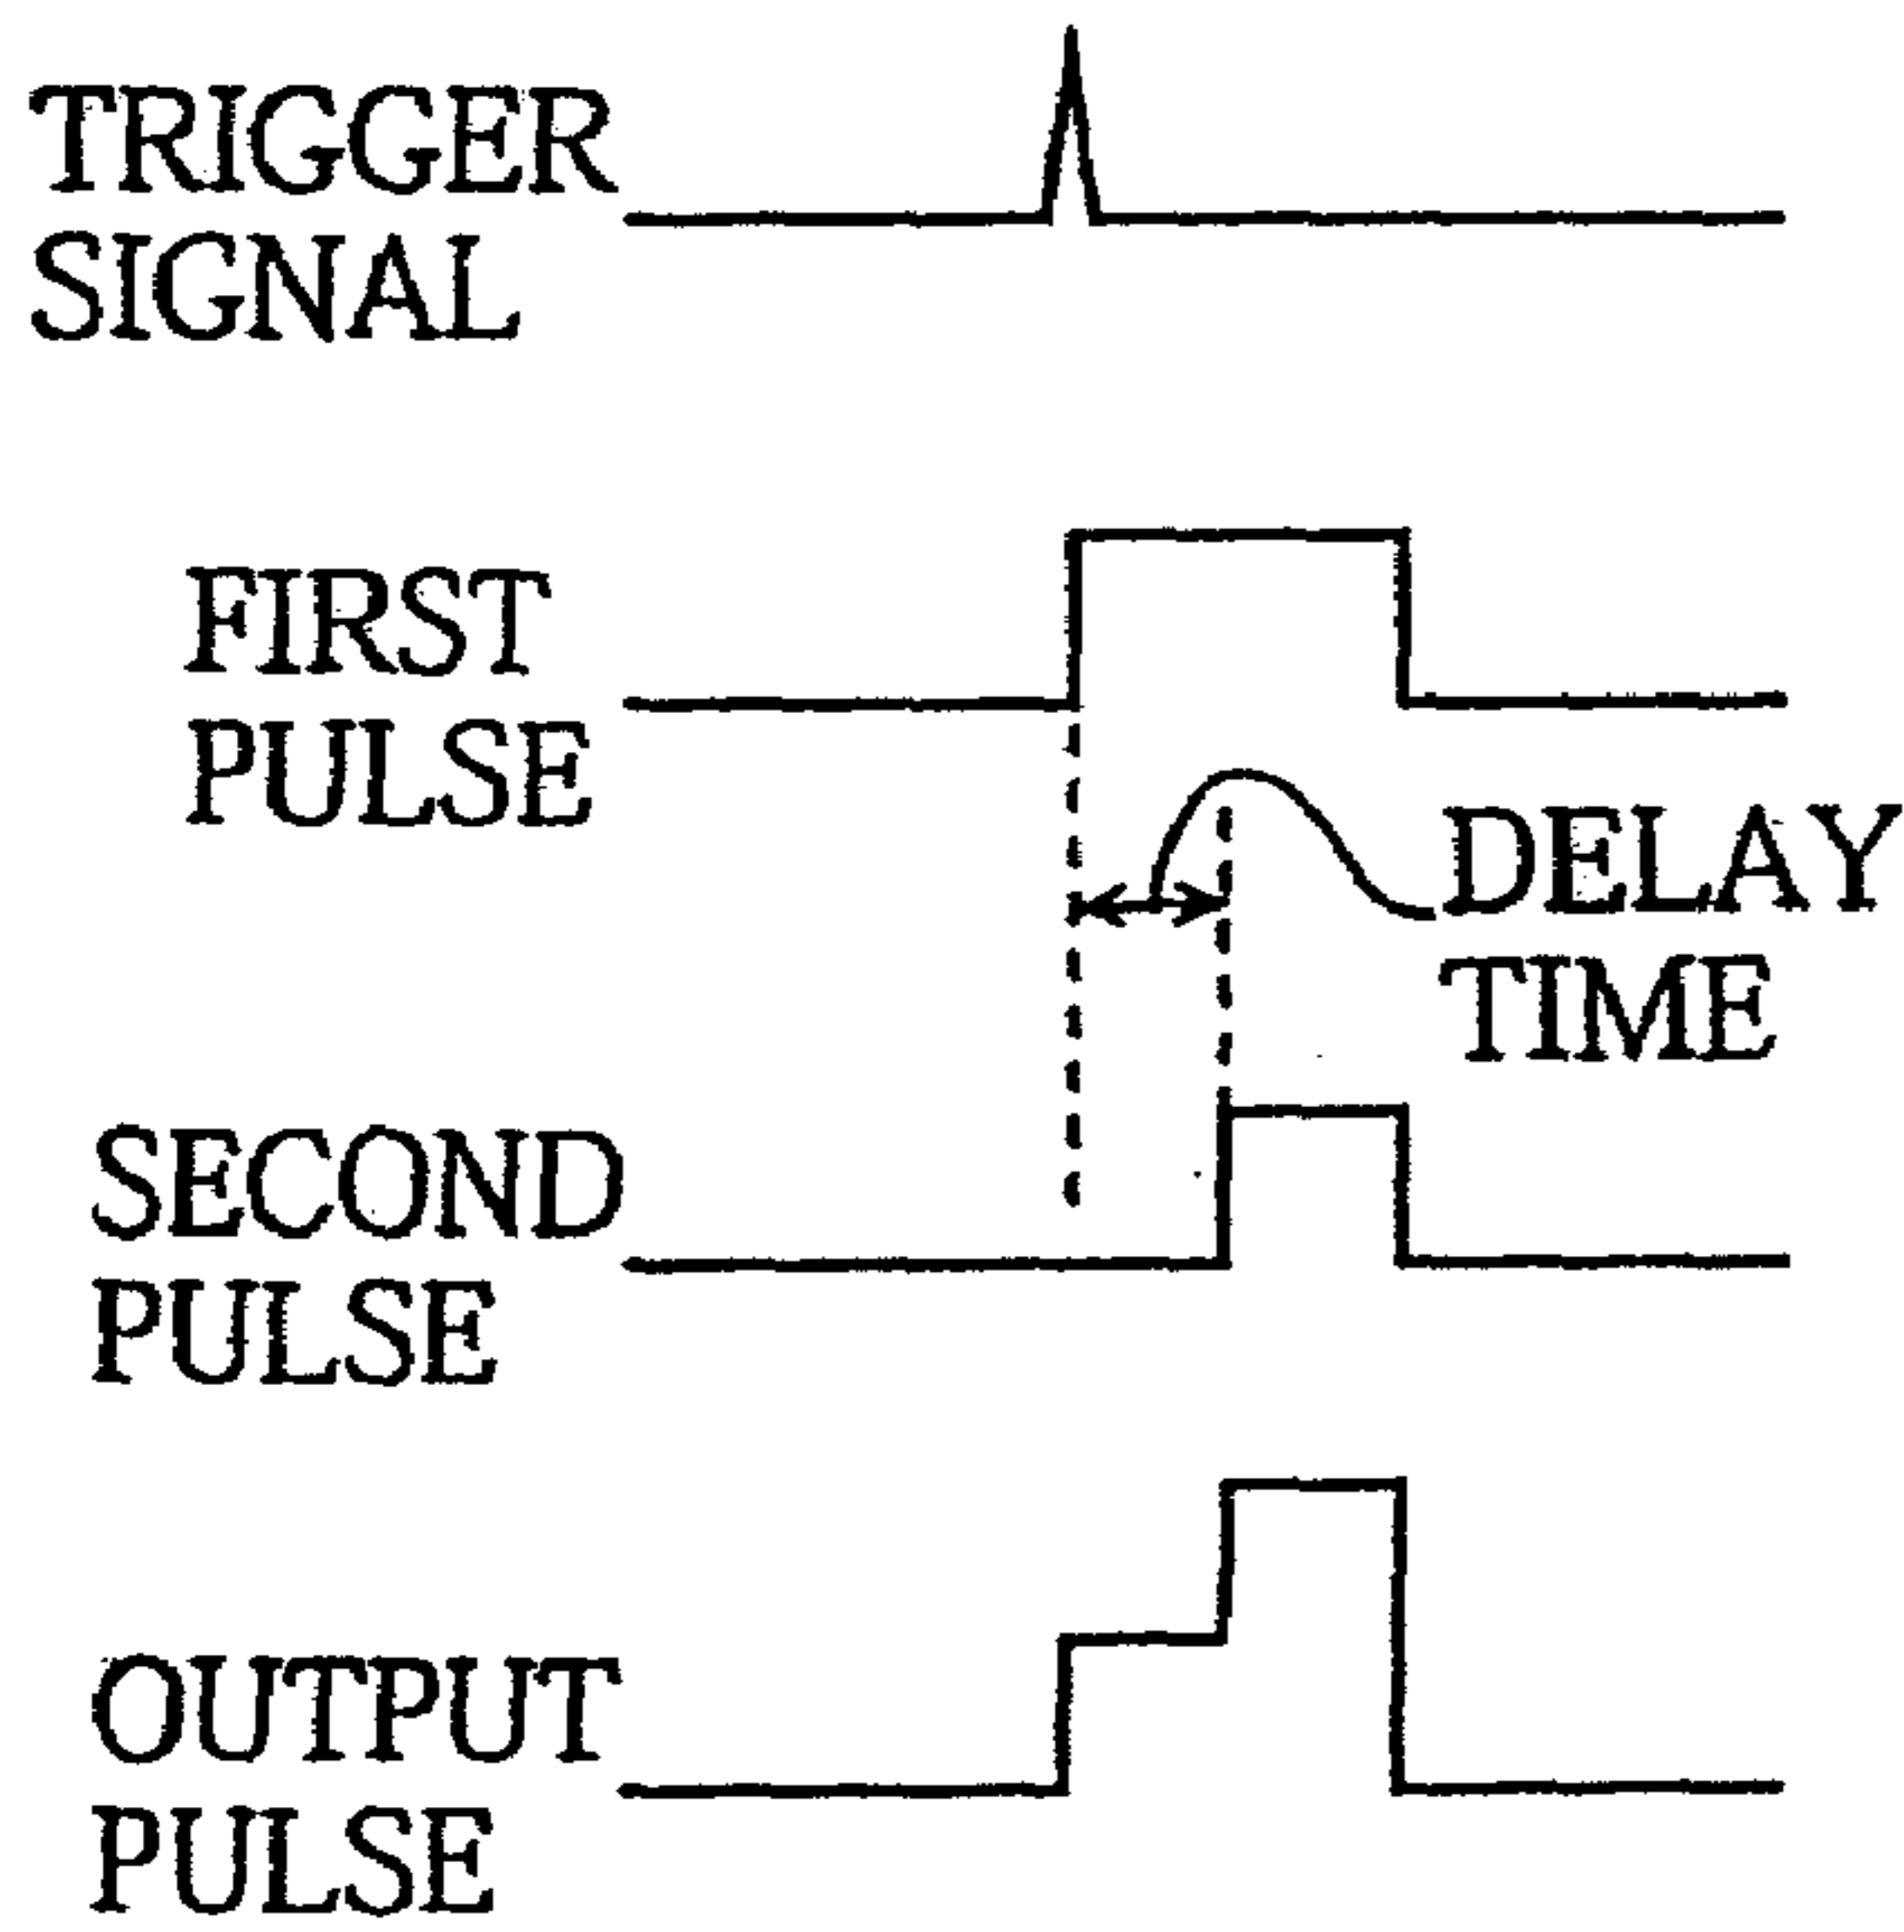 TRIGGER
SIGNAL
FIRST
PULSE
DELAY
TIME
SECOND
PULSE
OUTPUT
PULSE